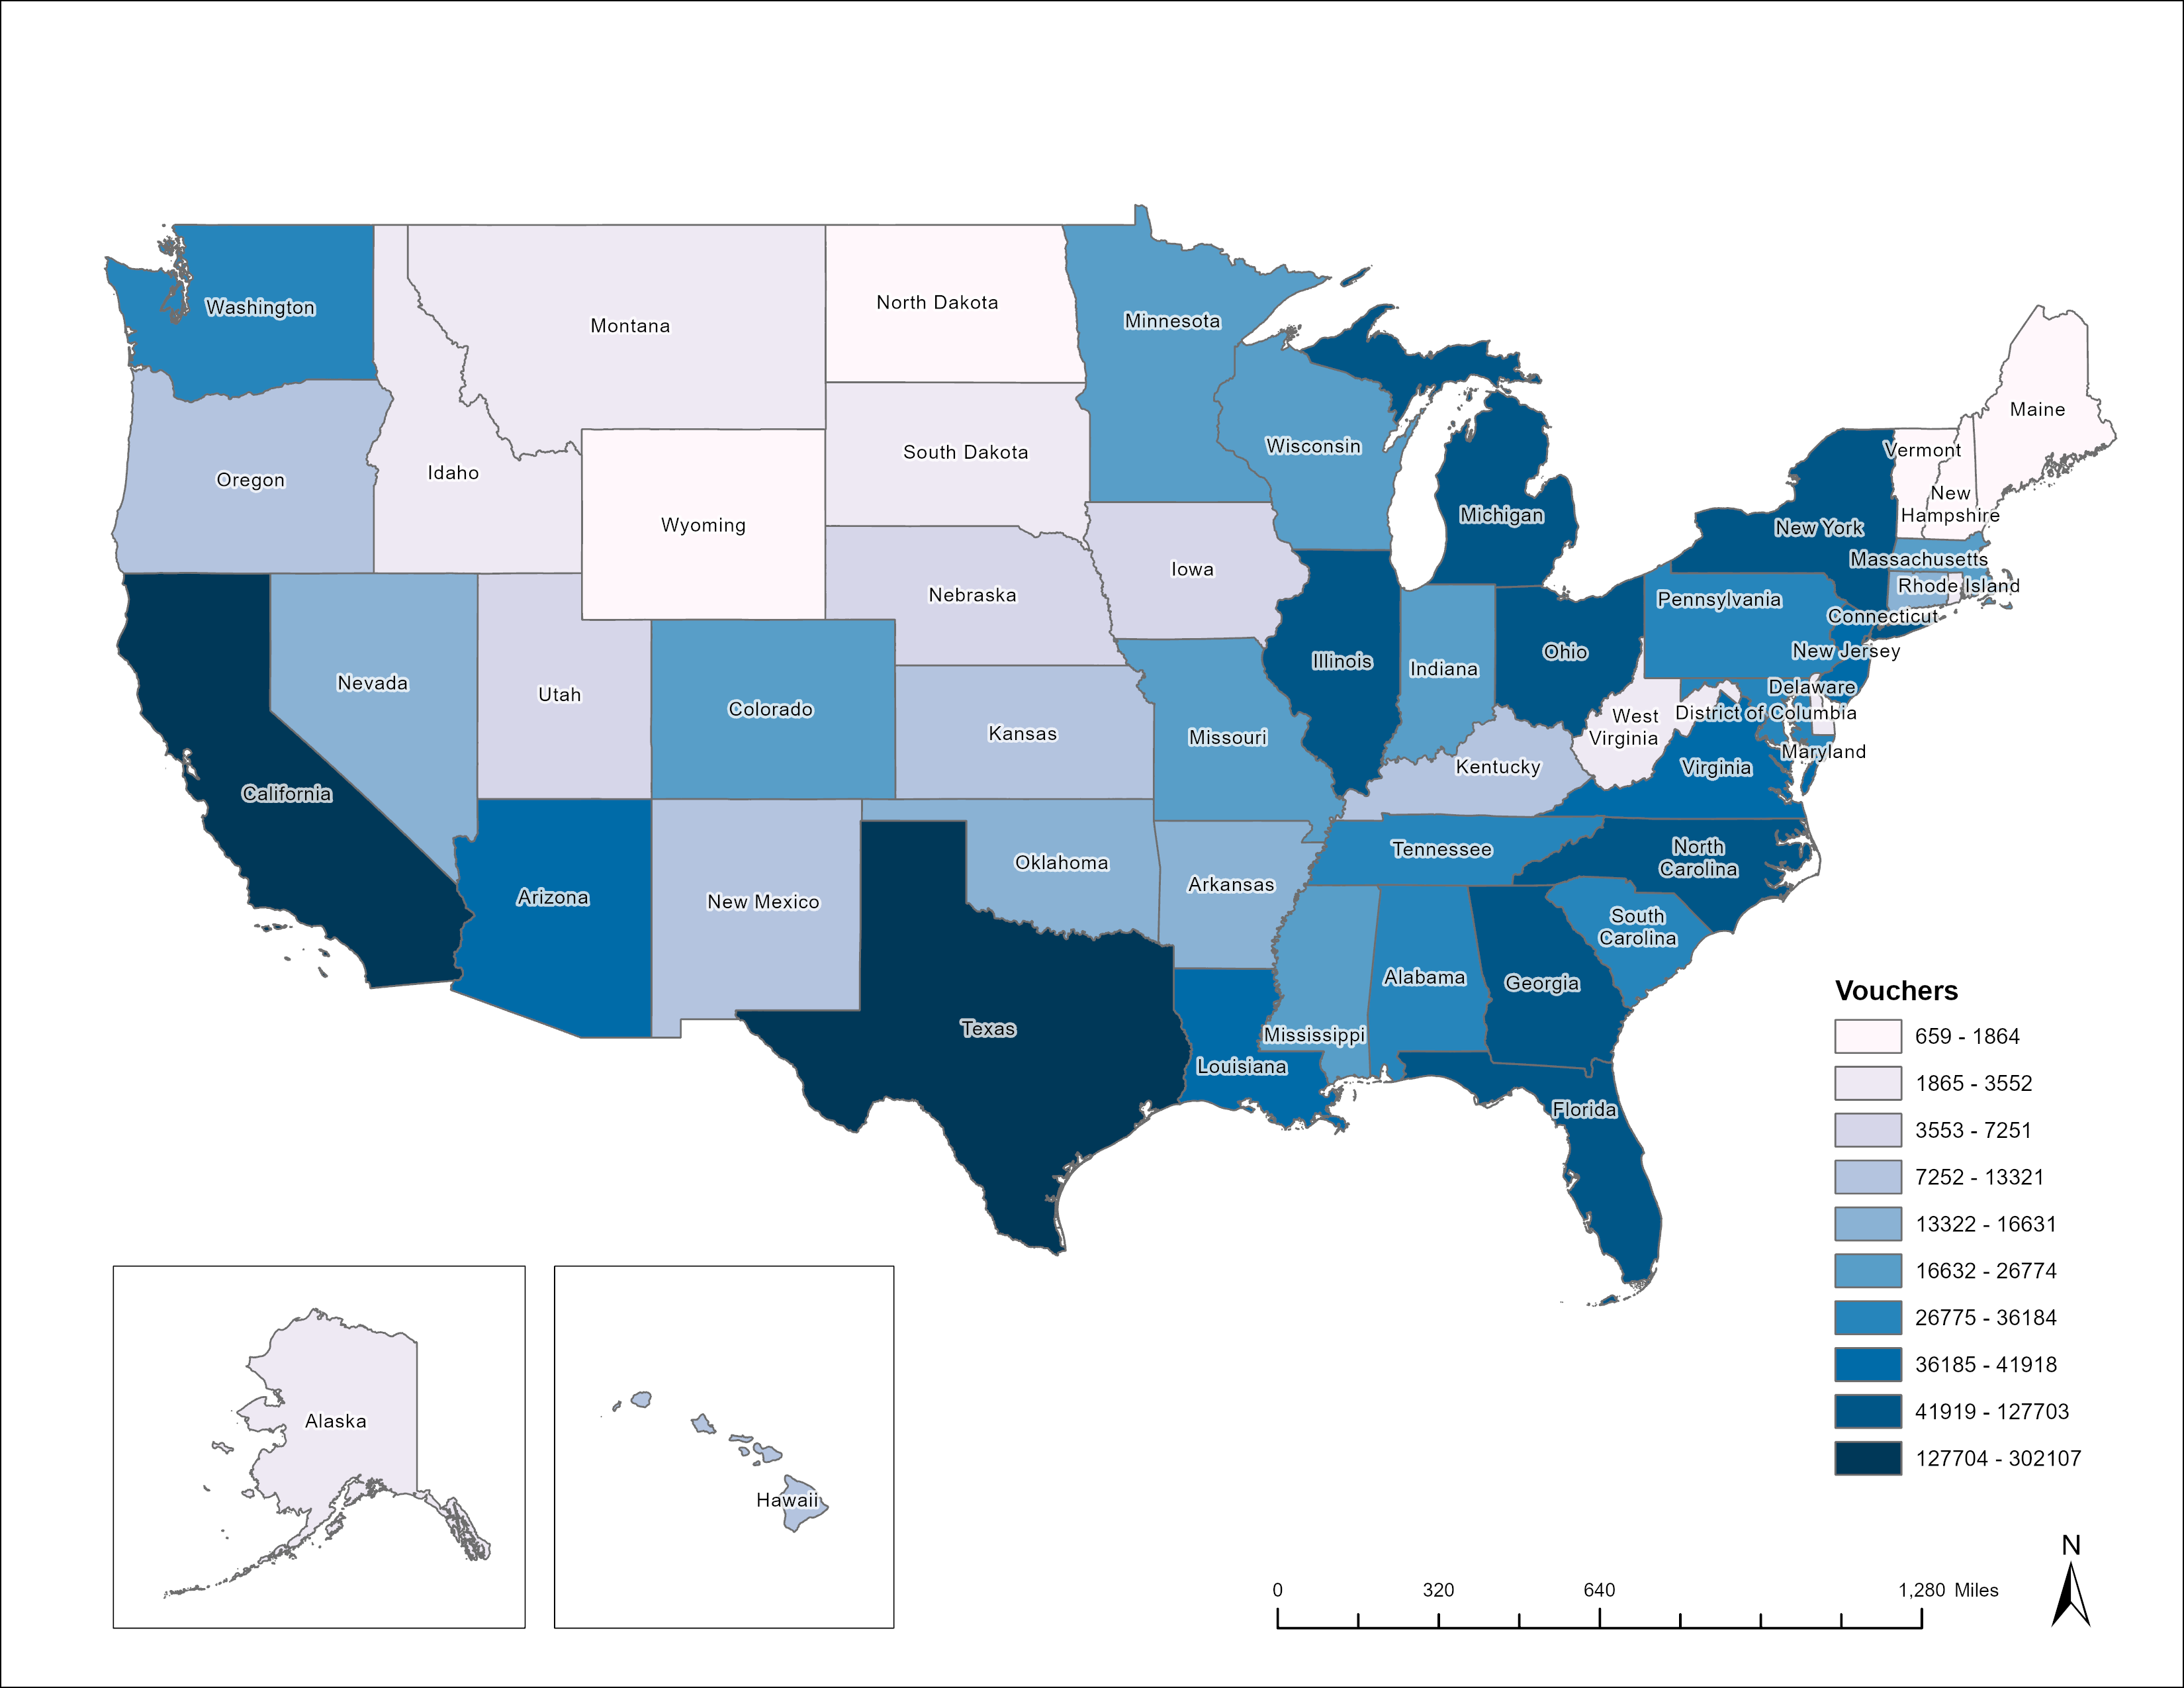 Washington
Montana
North Dakota
Minnesota
Maine
Vermont
Oregon
Idaho
South Dakota
Wisconsin
Wyoming
New
Hampshire
Michigan
New York
Massachusetts
Nebraska
Iowa
Rhode Island
Pennsylvania
Connecticut
Nevada
Utah
Colorado
Kansas
Missouri
Illinois
Indiana
Ohio
New Jersey
Delaware
West
Virginia
District of Columbia
Maryland
Virginia
Kentucky
California
Arizona
New Mexico
Oklahoma
Arkansas
Tennessee
North
Carolina
South
Carolina
Texas
Louisiana
Mississippi
Alabama
Georgia
Florida
Alaska
Hawaii
Vouchers
659 - 1864
1865 - 3552
3553 - 7251
7252 - 13321
13322 - 16631
16632 - 26774
26775 - 36184
36185 - 41918
41919 - 127703
127704 - 302107
N
0 320 640 1,280 Miles